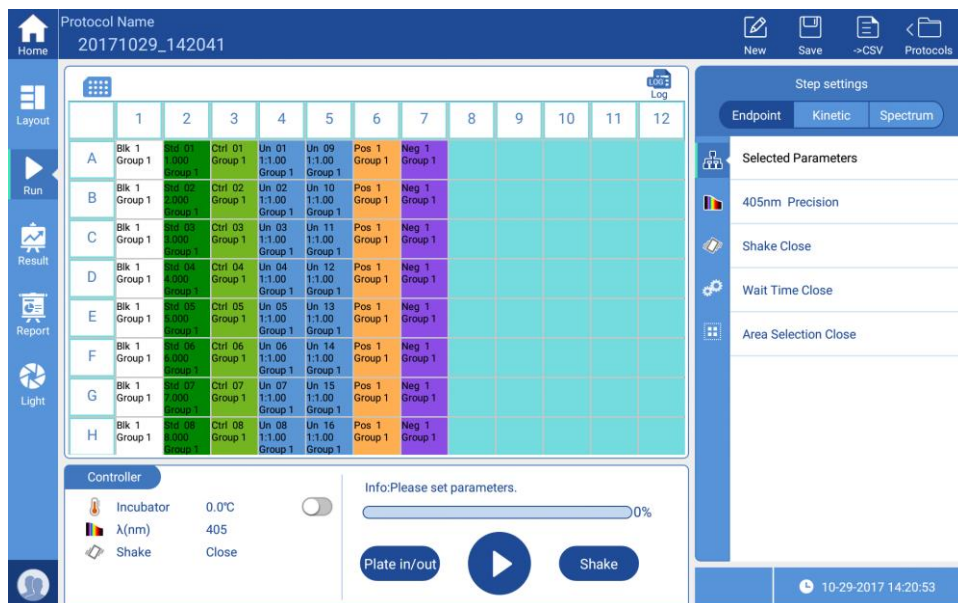 Protocol Name
20171029_142041
Home
New
Save
->CSV
Protocols
Layout
Run
Result
Report
Light
Log
LOG
1 2 3 4 5 6 7 8 9 10 11 12
A
Blk 1 Std 01 Ctrl 01 Un 01 Un 09 Pos 1 Neg 1
Group 1 1.000 Group 1 1:1.00 1:1.00 Group 1 Group 1
Group 1 Group 1 Group 1
B
Blk 1 Std 02 Ctrl 02 Un 02 Un 10 Pos 1 Neg 1
Group 1 2.000 Group 1 1:1.00 1:1.00 Group 1 Group 1
Group 1 Group 1 Group 1
C
Blk 1 Std 03 Ctrl 03 Un 03 Un 11 Pos 1 Neg 1
Group 1 3.000 Group 1 1:1.00 1:1.00 Group 1 Group 1
Group 1 Group 1 Group 1
D
Blk 1 Std 04 Ctrl 04 Un 04 Un 12 Pos 1 Neg 1
Group 1 4.000 Group 1 1:1.00 1:1.00 Group 1 Group 1
Group 1 Group 1 Group 1
E
Blk 1 Std 05 Ctrl 05 Un 05 Un 13 Pos 1 Neg 1
Group 1 5.000 Group 1 1:1.00 1:1.00 Group 1 Group 1
Group 1 Group 1 Group 1
F
Blk 1 Std 06 Ctrl 06 Un 06 Un 14 Pos 1 Neg 1
Group 1 6.000 Group 1 1:1.00 1:1.00 Group 1 Group 1
Group 1 Group 1 Group 1
G
Blk 1 Std 07 Ctrl 07 Un 07 Un 15 Pos 1 Neg 1
Group 1 7.000 Group 1 1:1.00 1:1.00 Group 1 Group 1
Group 1 Group 1 Group 1
H
Blk 1 Std 08 Ctrl 08 Un 08 Un 16 Pos 1 Neg 1
Group 1 8.000 Group 1 1:1.00 1:1.00 Group 1 Group 1
Group 1 Group 1 Group 1
Controller
Incubator 0.0℃
λ(nm) 405
Shake Close
Info:Please set parameters.
0%
Plate in/out
Shake
Step settings
Endpoint Kinetic Spectrum
Selected Parameters
405nm Precision
Shake Close
Wait Time Close
Area Selection Close
10-29-2017 14:20:53